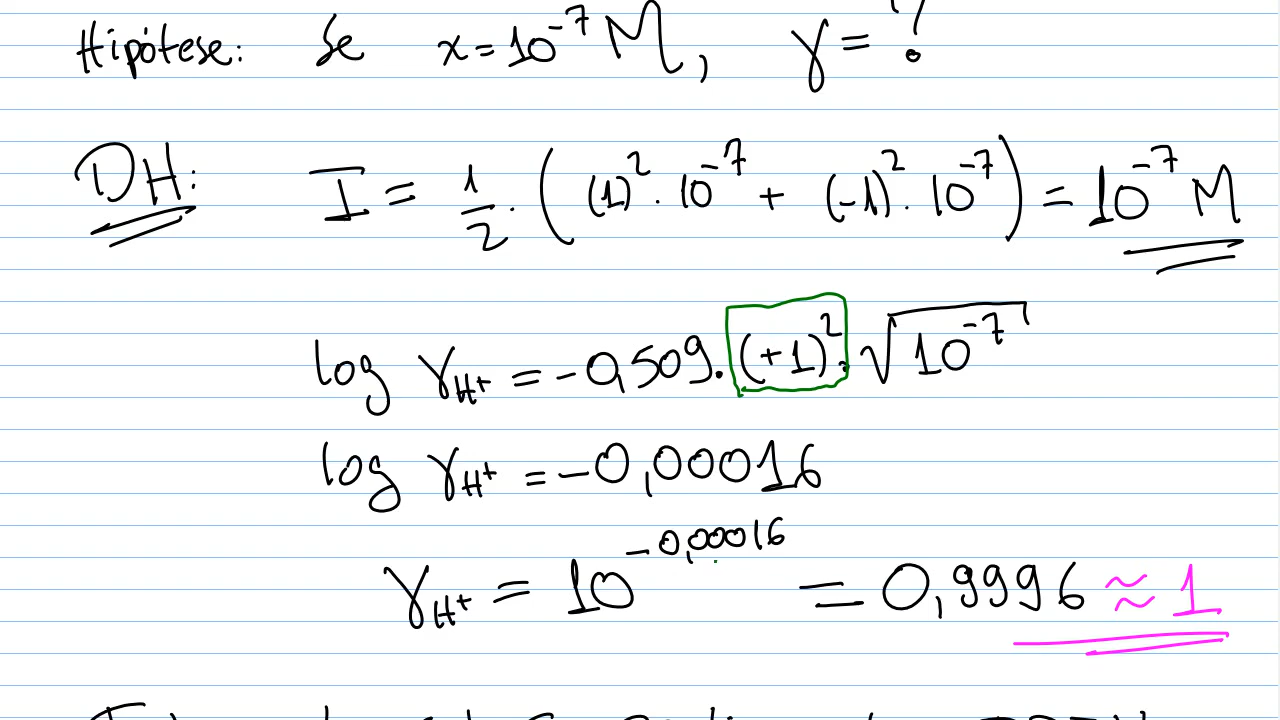 Hipótese: Se x = 10⁻⁷ M, γ = ?
DH: I = 1/2 · ( (1)² · 10⁻⁷ + (-1)² · 10⁻⁷ ) = 10⁻⁷ M
log γH⁺ = -0,509 · (+1)² · √10⁻⁷
log γH⁺ = -0,00016
γH⁺ = 10^-0,00016 = 0,9996 ≈ 1